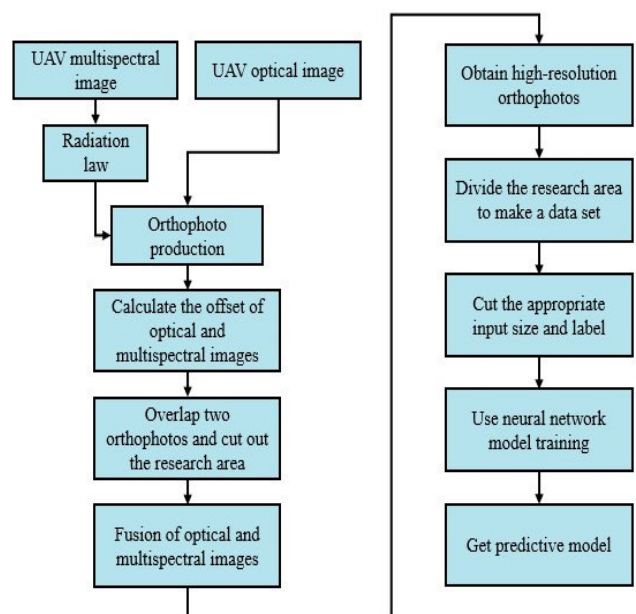 UAV multispectral
image
UAV optical image
Radiation
law
Orthophoto
production
Calculate the offset of
optical and
multispectral images
Overlap two
orthophotos and cut out
the research area
Fusion of optical and
multispectral images
Obtain high-resolution
orthophotos
Divide the research area
to make a data set
Cut the appropriate
input size and label
Use neural network
model training
Get predictive model